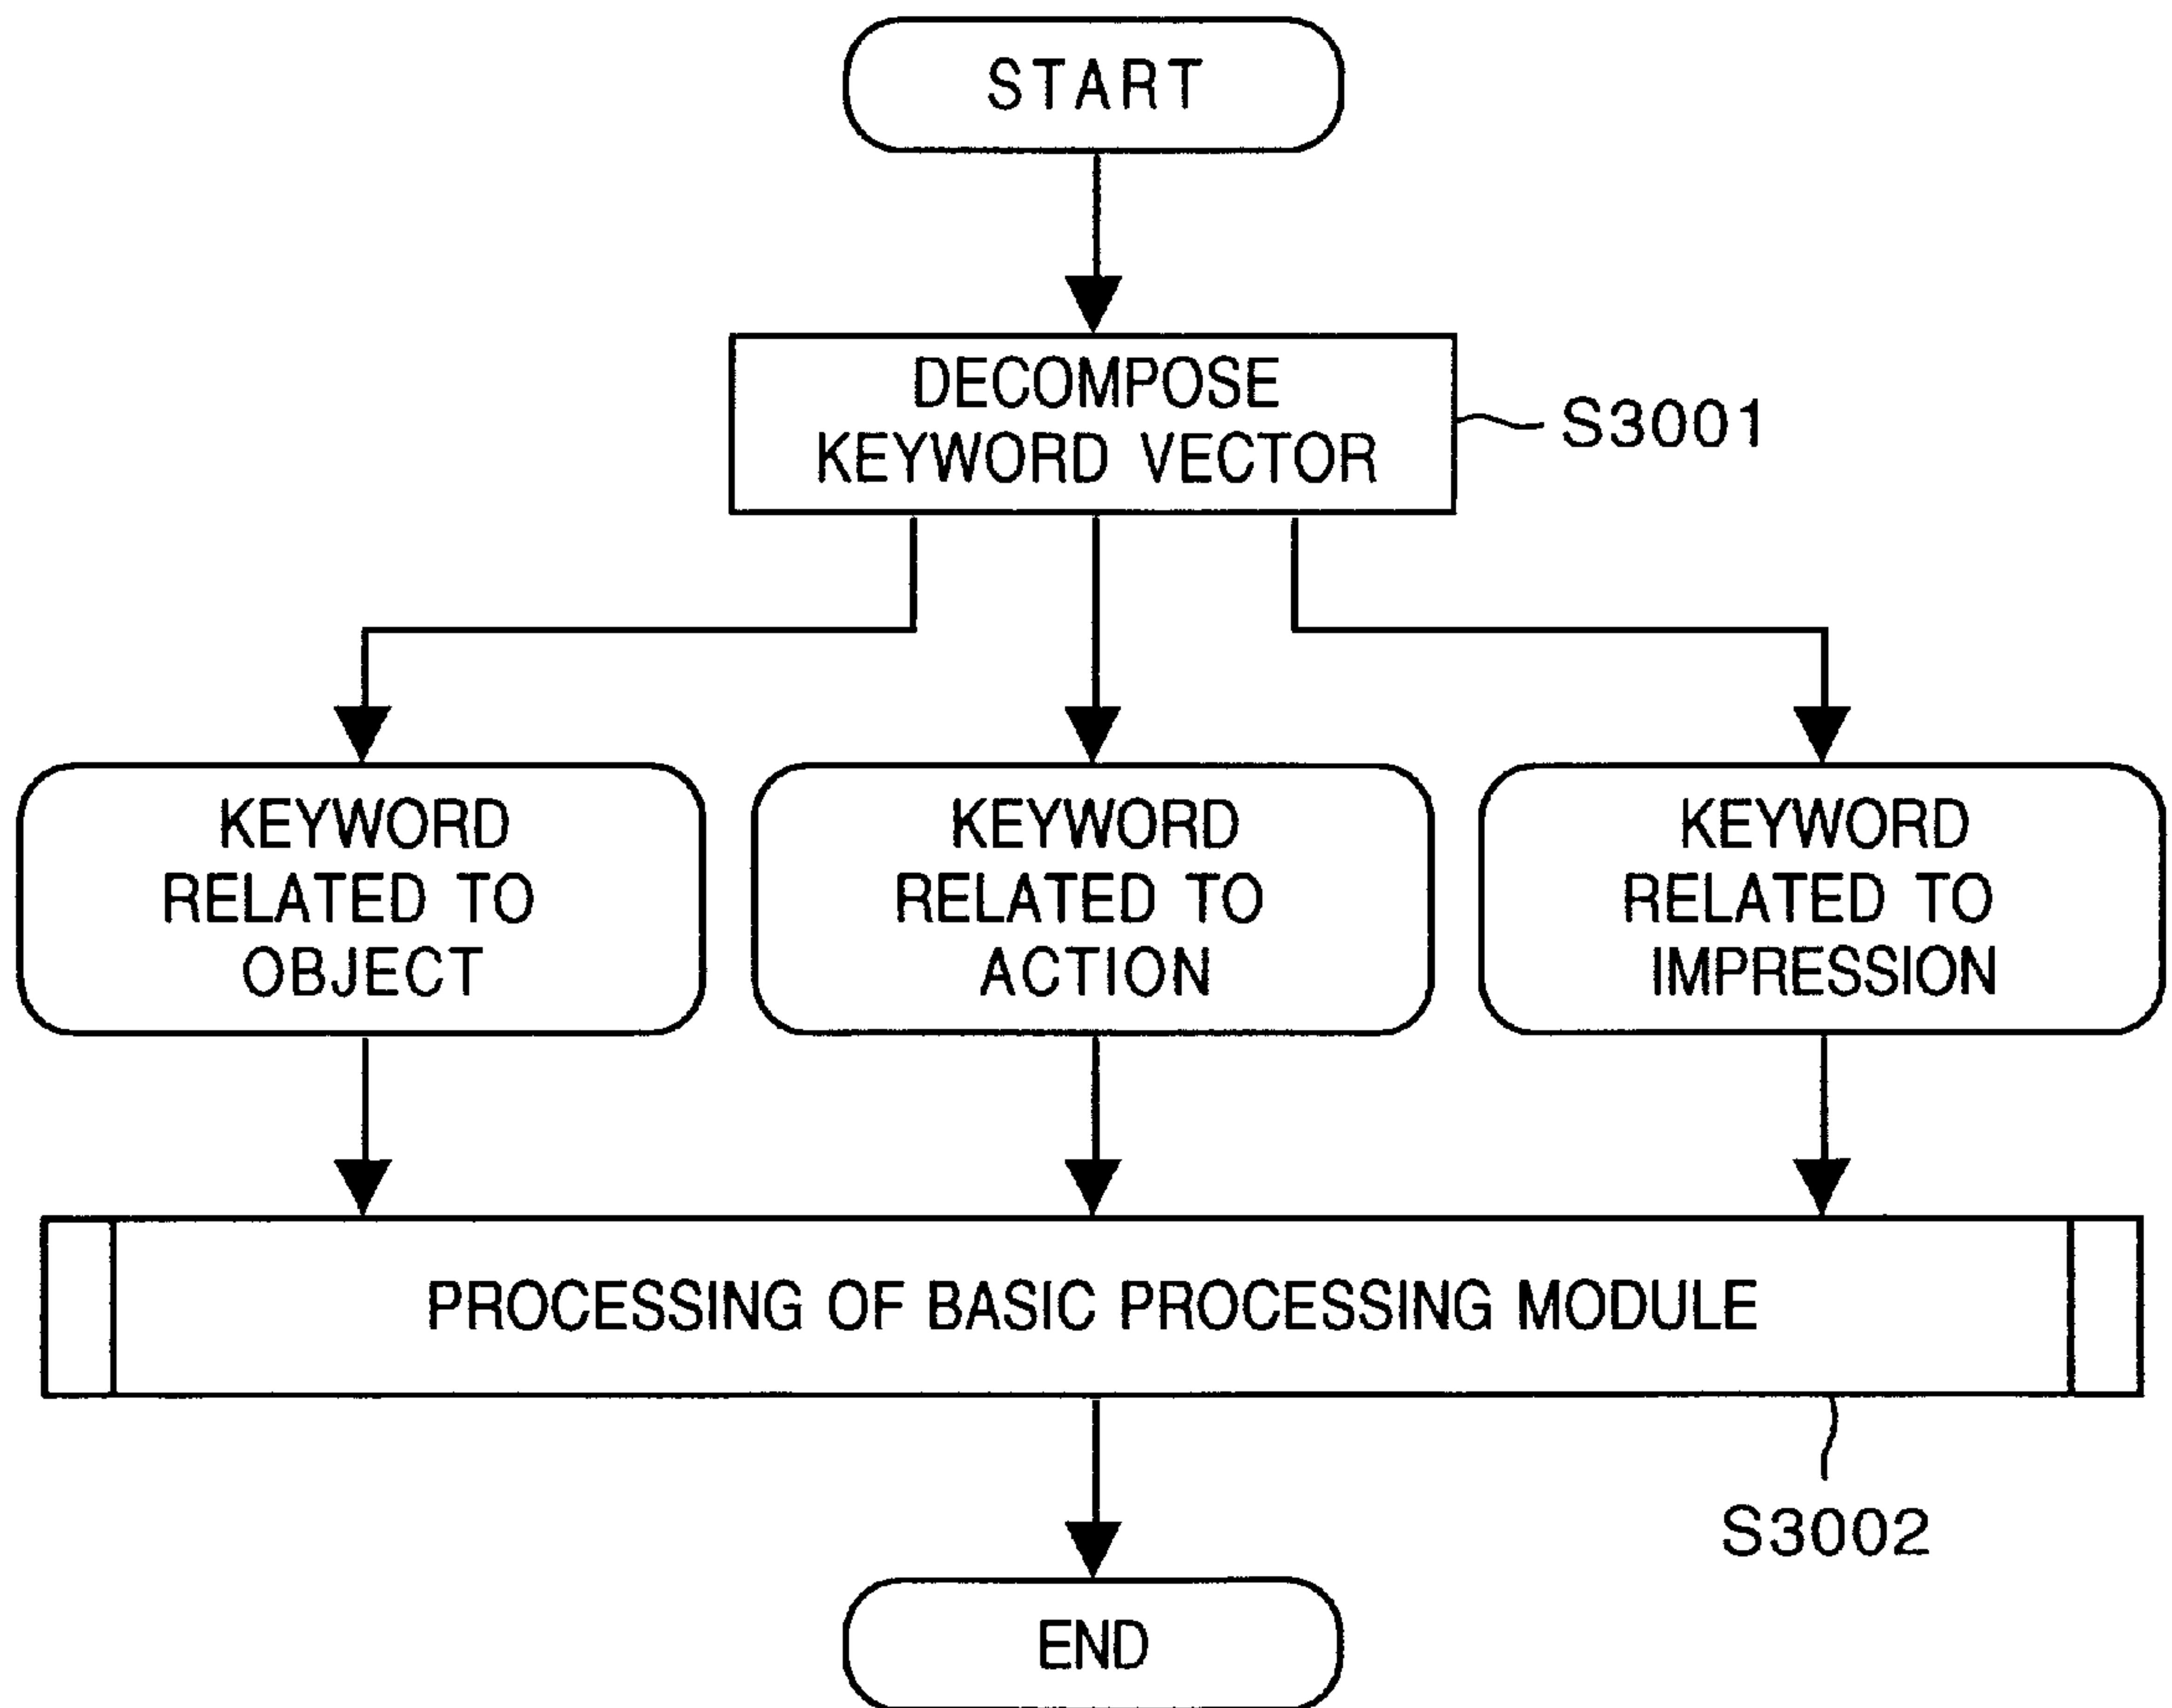 START
DECOMPOSE
KEYWORD VECTOR
S3001
KEYWORD
RELATED TO
OBJECT
KEYWORD
RELATED TO
ACTION
KEYWORD
RELATED TO
IMPRESSION
PROCESSING OF BASIC PROCESSING MODULE
S3002
END